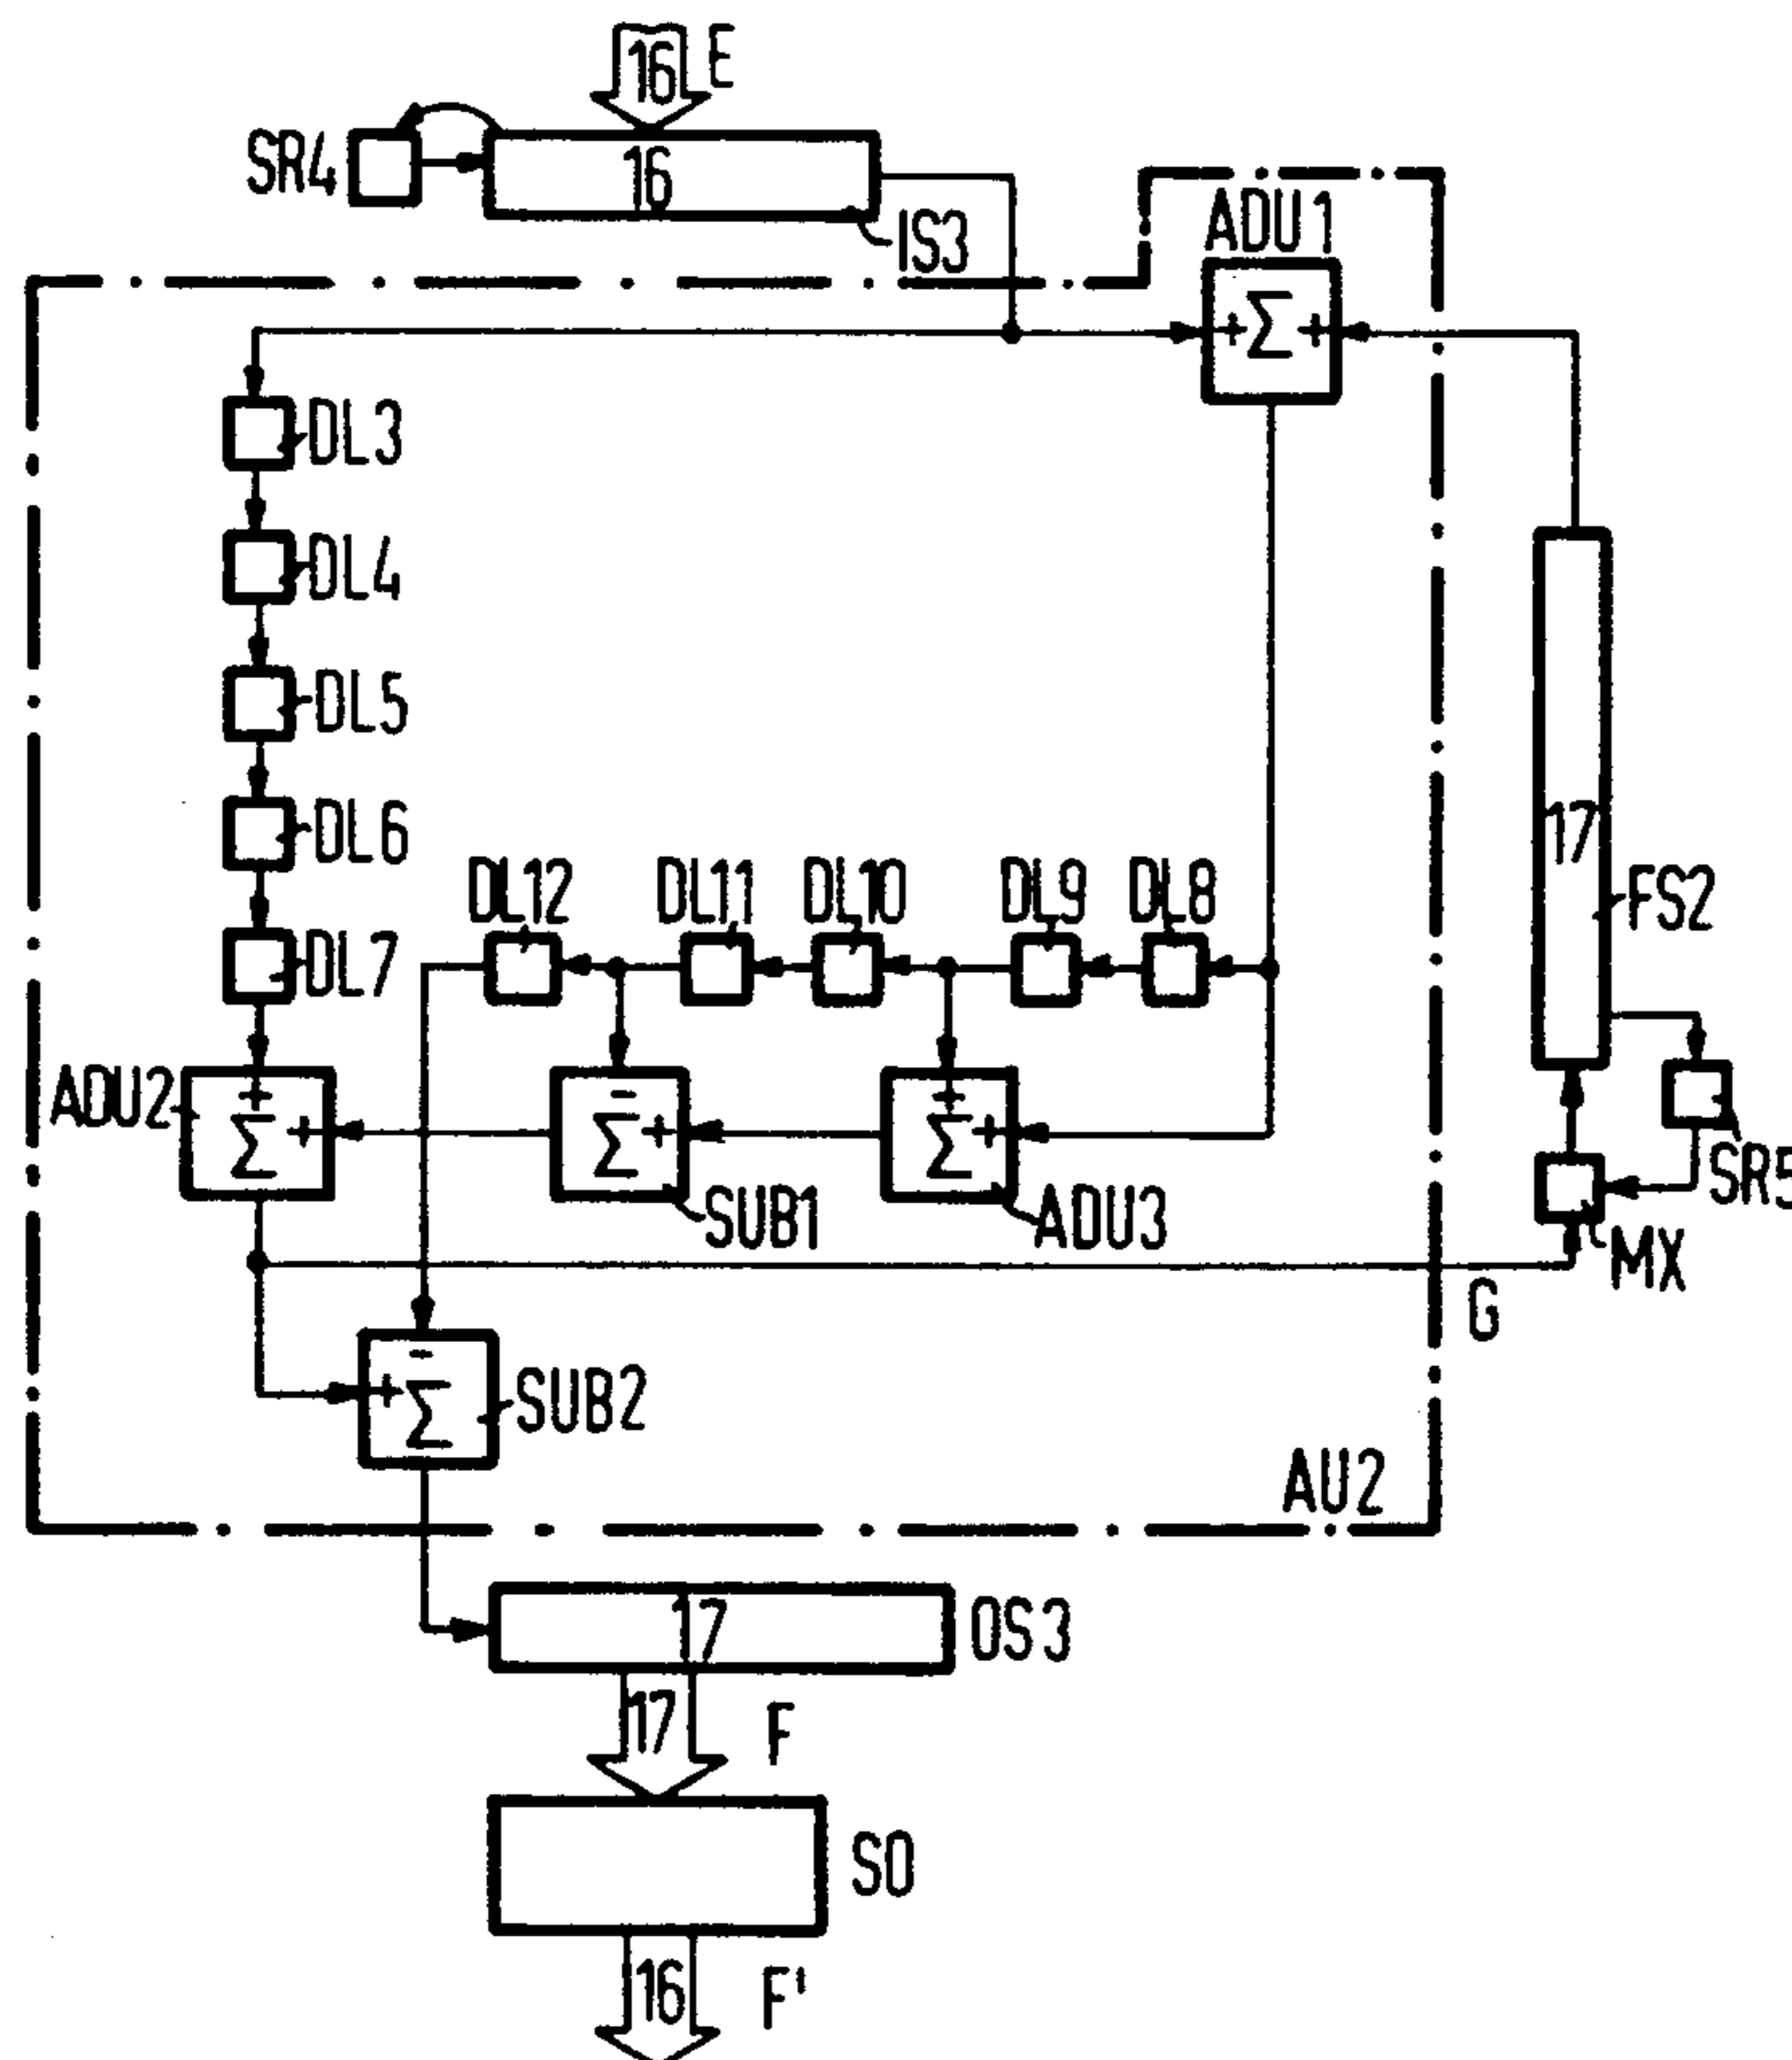 16 E
SR4
16
IS3
ADU1
+ Σ +
DL3
DL4
DL5
DL6
17
FS2
DL12 DL11 DL10 DL9 DL8
DL7
ADU2
+ Σ +
- Σ +
+ Σ +
SUB1
ADU3
SR5
MX
G
- + Σ
SUB2
AU2
17
OS3
17 F
SO
16 F'